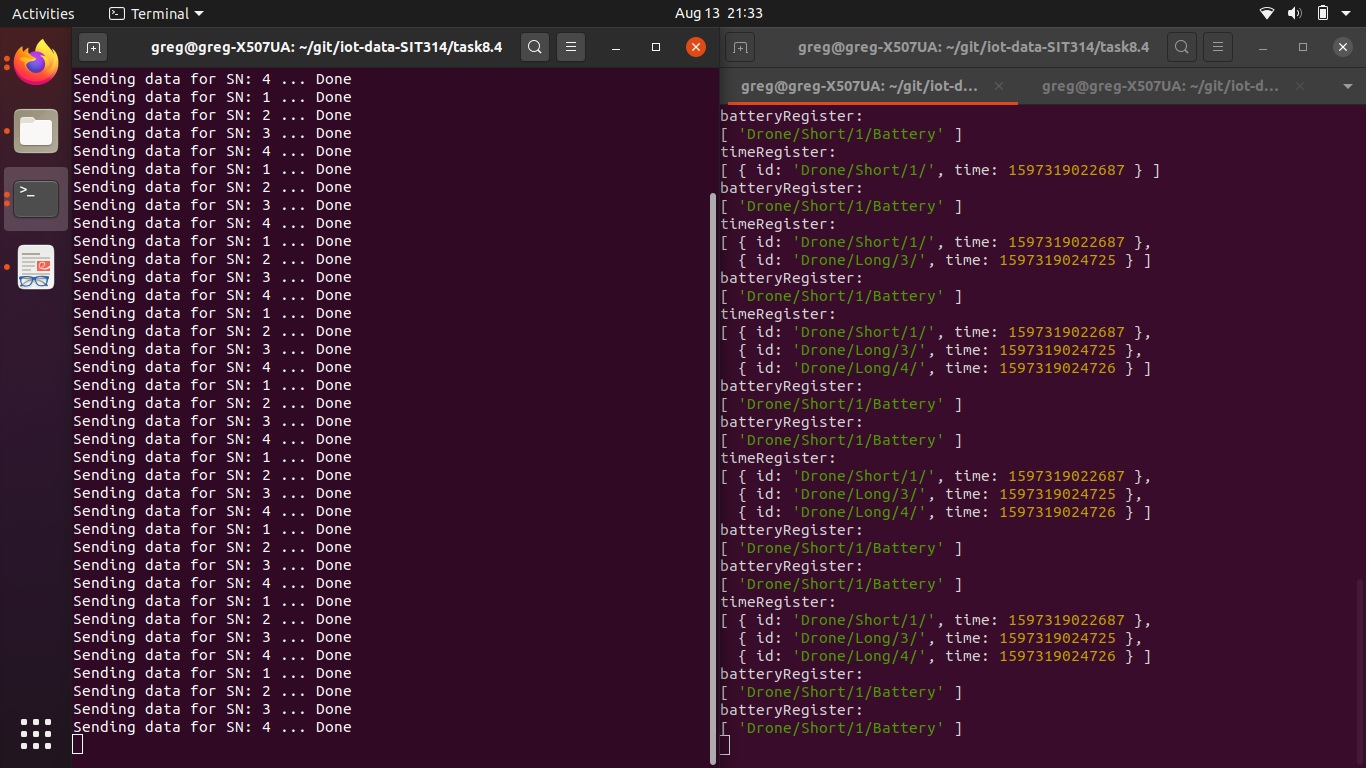 Activities
Terminal
Aug 13 21:33
greg@greg-X507UA: ~/git/iot-data-SIT314/task8.4
>_
Sending data for SN: 4 ... Done
Sending data for SN: 1 ... Done
Sending data for SN: 2 ... Done
Sending data for SN: 3 ... Done
Sending data for SN: 4 ... Done
Sending data for SN: 1 ... Done
Sending data for SN: 2 ... Done
Sending data for SN: 3 ... Done
Sending data for SN: 4 ... Done
Sending data for SN: 1 ... Done
Sending data for SN: 2 ... Done
Sending data for SN: 3 ... Done
Sending data for SN: 4 ... Done
Sending data for SN: 1 ... Done
Sending data for SN: 2 ... Done
Sending data for SN: 3 ... Done
Sending data for SN: 4 ... Done
Sending data for SN: 1 ... Done
Sending data for SN: 2 ... Done
Sending data for SN: 3 ... Done
Sending data for SN: 4 ... Done
Sending data for SN: 1 ... Done
Sending data for SN: 2 ... Done
Sending data for SN: 3 ... Done
Sending data for SN: 4 ... Done
Sending data for SN: 1 ... Done
Sending data for SN: 2 ... Done
Sending data for SN: 3 ... Done
Sending data for SN: 4 ... Done
Sending data for SN: 1 ... Done
Sending data for SN: 2 ... Done
Sending data for SN: 3 ... Done
Sending data for SN: 4 ... Done
Sending data for SN: 1 ... Done
Sending data for SN: 2 ... Done
Sending data for SN: 3 ... Done
Sending data for SN: 4 ... Done
greg@greg-X507UA: ~/git/iot-data-SIT314/task8.4
greg@greg-X507UA: ~/git/iot-d...
greg@greg-X507UA: ~/git/iot-d...
batteryRegister:
[ 'Drone/Short/1/Battery' ]
timeRegister:
[ { id: 'Drone/Short/1/', time: 1597319022687 } ]
batteryRegister:
[ 'Drone/Short/1/Battery' ]
timeRegister:
[ { id: 'Drone/Short/1/', time: 1597319022687 },
{ id: 'Drone/Long/3/', time: 1597319024725 } ]
batteryRegister:
[ 'Drone/Short/1/Battery' ]
timeRegister:
[ { id: 'Drone/Short/1/', time: 1597319022687 },
{ id: 'Drone/Long/3/', time: 1597319024725 },
{ id: 'Drone/Long/4/', time: 1597319024726 } ]
batteryRegister:
[ 'Drone/Short/1/Battery' ]
batteryRegister:
[ 'Drone/Short/1/Battery' ]
timeRegister:
[ { id: 'Drone/Short/1/', time: 1597319022687 },
{ id: 'Drone/Long/3/', time: 1597319024725 },
{ id: 'Drone/Long/4/', time: 1597319024726 } ]
batteryRegister:
[ 'Drone/Short/1/Battery' ]
batteryRegister:
[ 'Drone/Short/1/Battery' ]
timeRegister:
[ { id: 'Drone/Short/1/', time: 1597319022687 },
{ id: 'Drone/Long/3/', time: 1597319024725 },
{ id: 'Drone/Long/4/', time: 1597319024726 } ]
batteryRegister:
[ 'Drone/Short/1/Battery' ]
batteryRegister:
[ 'Drone/Short/1/Battery' ]